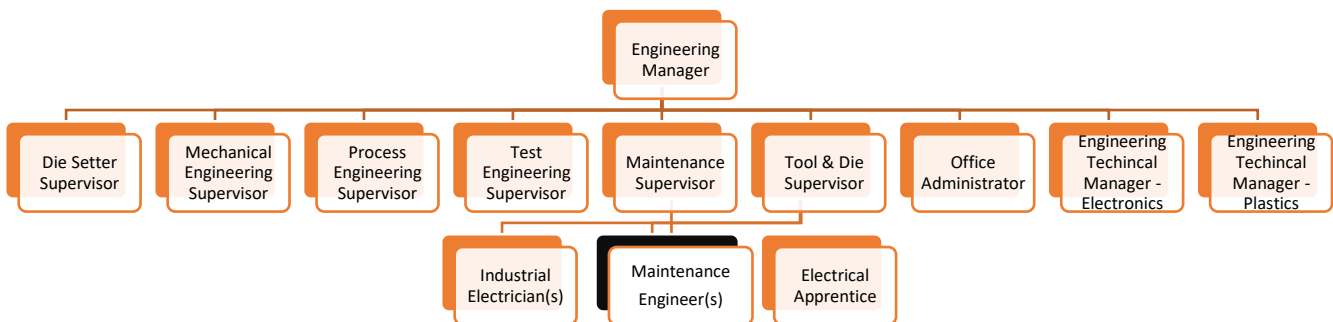 Engineering
Manager
Die Setter
Supervisor
Mechanical
Engineering
Supervisor
Process
Engineering
Supervisor
Test
Engineering
Supervisor
Maintenance
Supervisor
Tool & Die
Supervisor
Office
Administrator
Engineering
Techincal
Manager -
Electronics
Engineering
Techincal
Manager -
Plastics
Industrial
Electrician(s)
Maintenance
Engineer(s)
Electrical
Apprentice